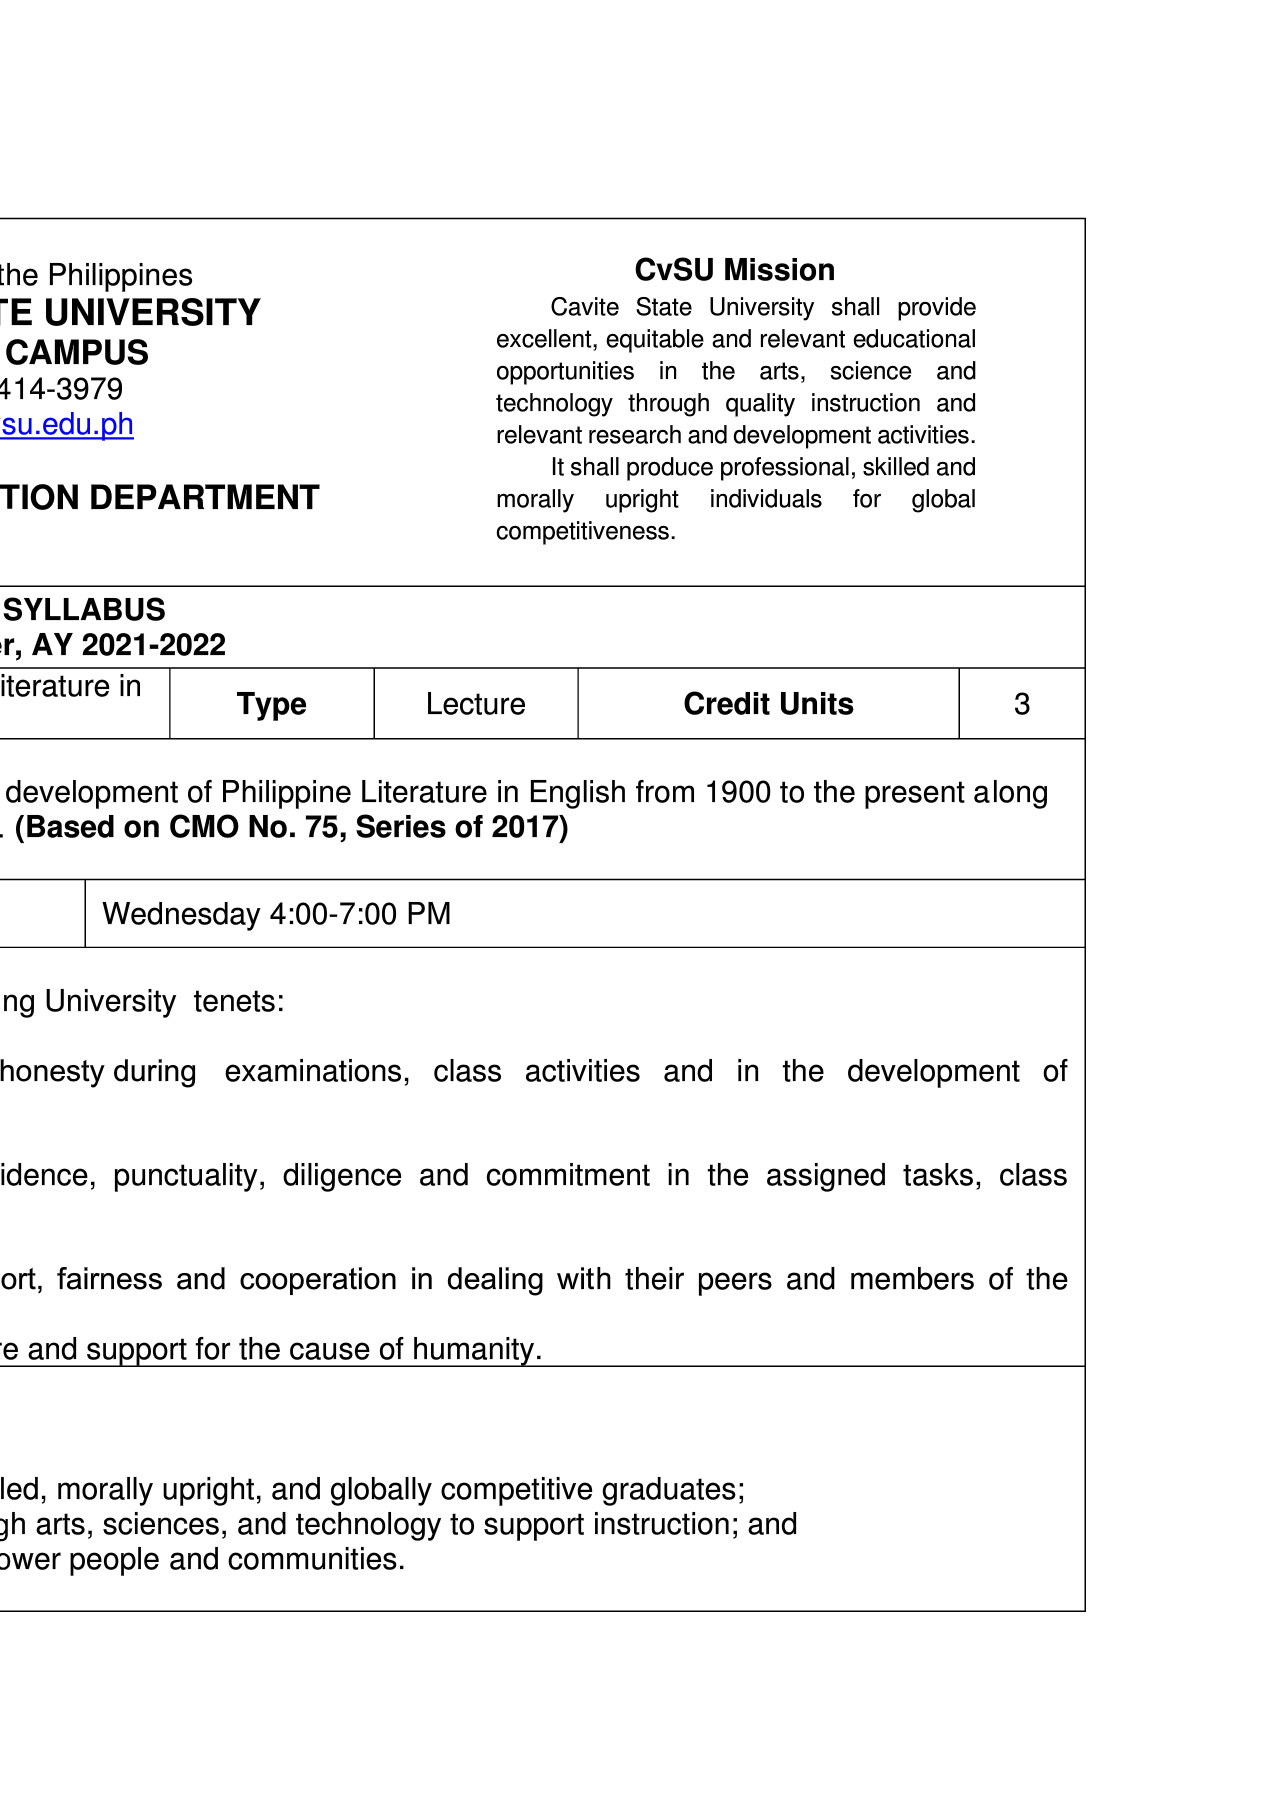 the Philippines
TE UNIVERSITY
CAMPUS
414-3979
su.edu.ph
TION DEPARTMENT
CvSU Mission
Cavite State University shall provide
excellent, equitable and relevant educational
opportunities in the arts, science and
technology through quality instruction and
relevant research and development activities.
It shall produce professional, skilled and
morally upright individuals for global
competitiveness.
SYLLABUS
r, AY 2021-2022
iterature in
Type
Lecture
Credit Units
3
development of Philippine Literature in English from 1900 to the present along
. (Based on CMO No. 75, Series of 2017)
Wednesday 4:00-7:00 PM
ng University tenets:
honesty during examinations, class activities and in the development of
idence, punctuality, diligence and commitment in the assigned tasks, class
ort, fairness and cooperation in dealing with their peers and members of the
re and support for the cause of humanity.
led, morally upright, and globally competitive graduates;
gh arts, sciences, and technology to support instruction; and
ower people and communities.